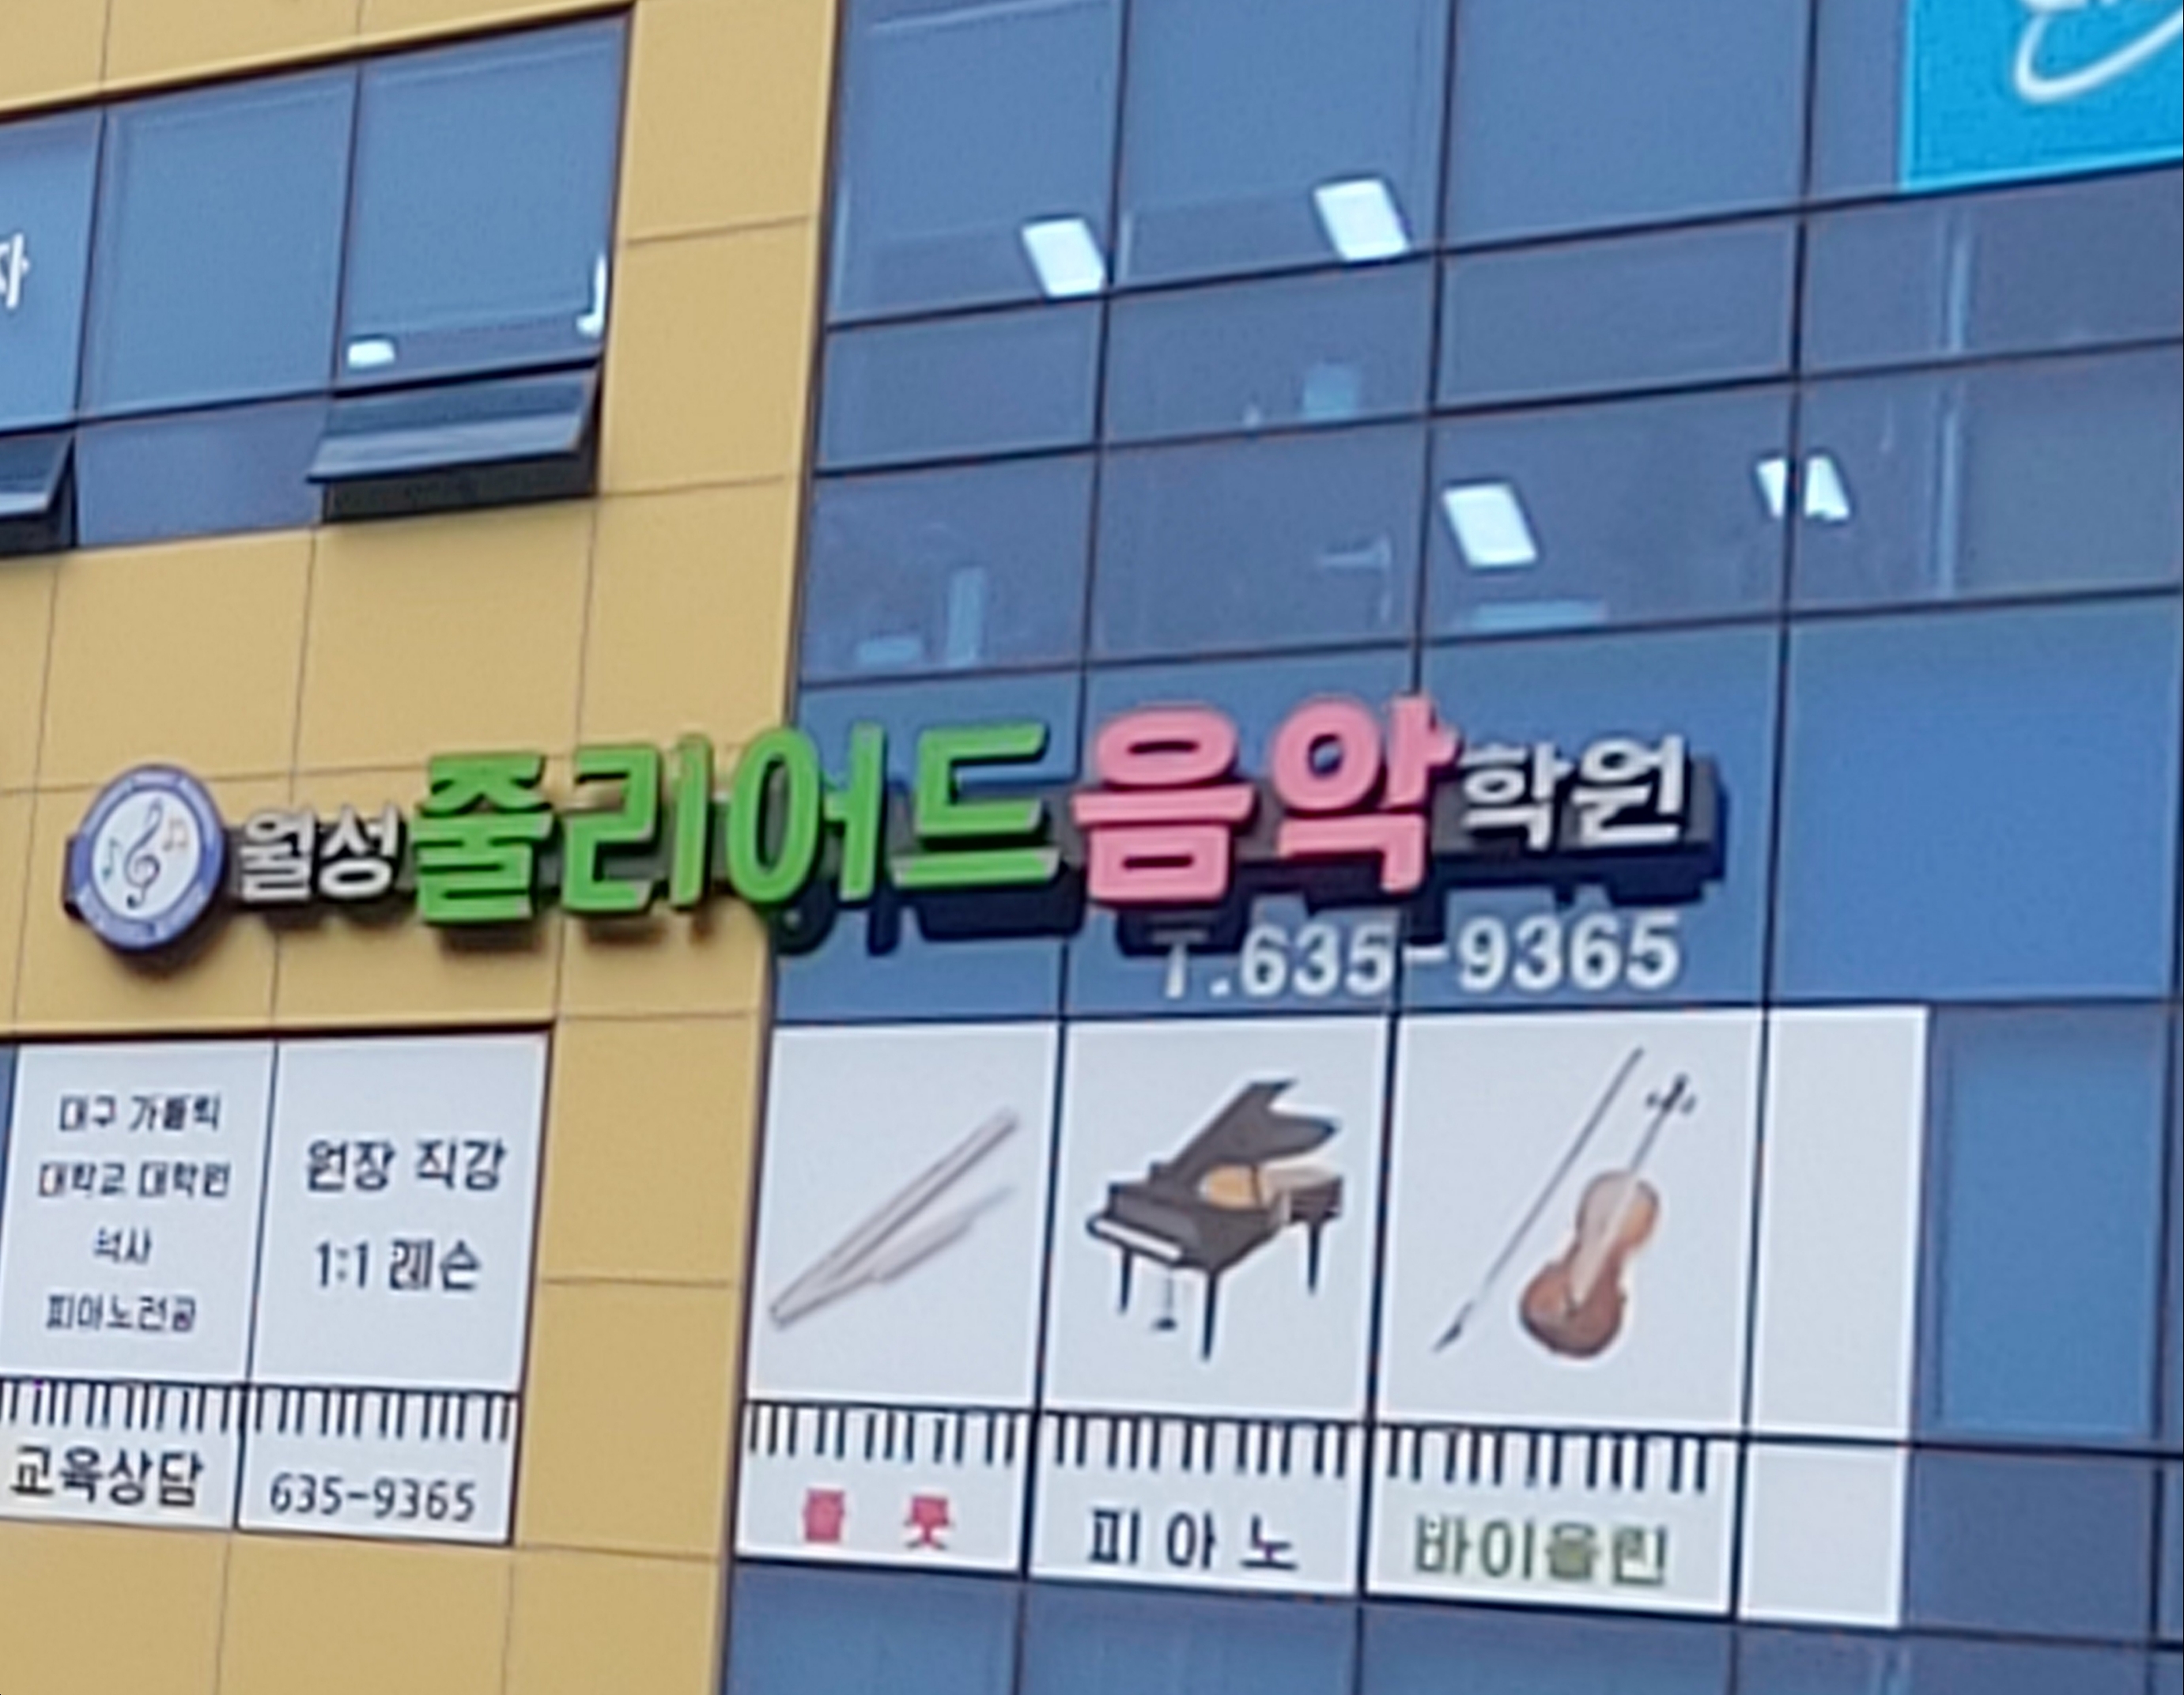 월성줄리어드음악학원
T.635-9365
대구 가톨릭
대학교 대학원
석사
피아노전공
원장 직강
1:1 레슨
교육상담
635-9365
플룻
피아노
바이올린